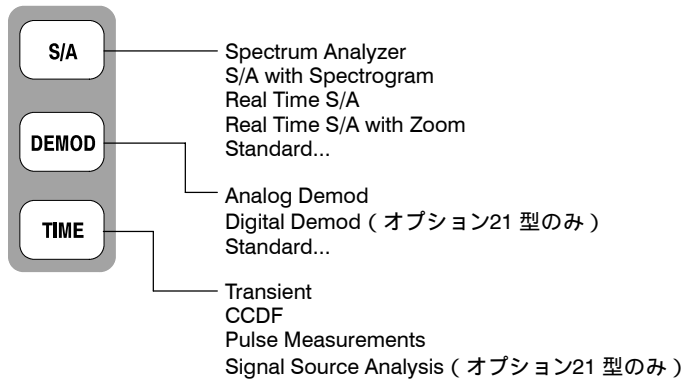 S/A
Spectrum Analyzer
S/A with Spectrogram
Real Time S/A
Real Time S/A with Zoom
Standard...
DEMOD
Analog Demod
Digital Demod（オプション21 型のみ）
Standard...
TIME
Transient
CCDF
Pulse Measurements
Signal Source Analysis（オプション21 型のみ）